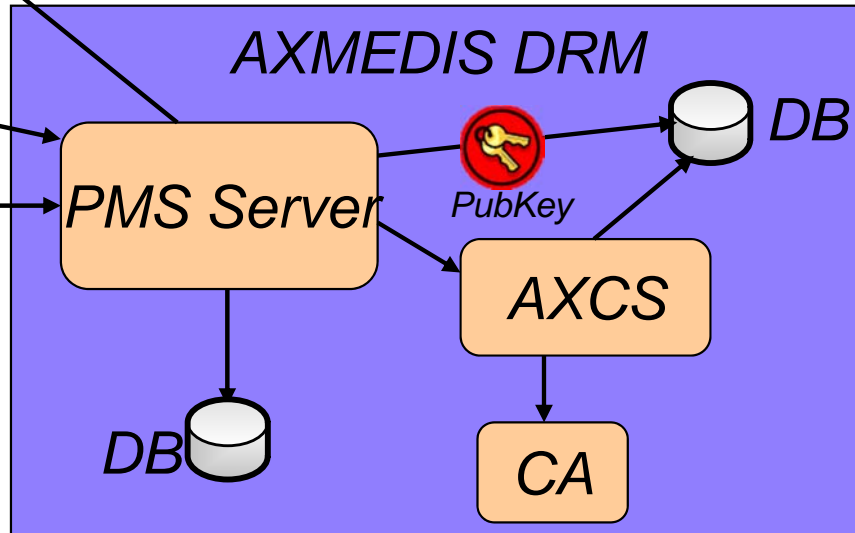 AXMEDIS DRM
DB
PMS Server
PubKey
AXCS
DB
CA